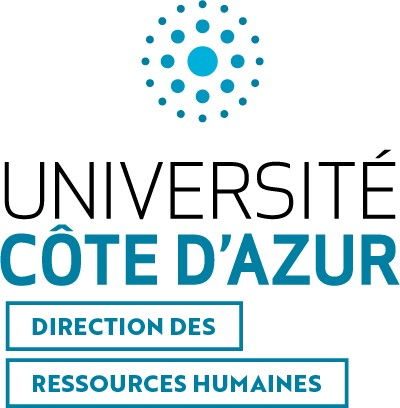 UNIVERSITÉ
CÔTE D'AZUR
DIRECTION DES
RESSOURCES HUMAINES